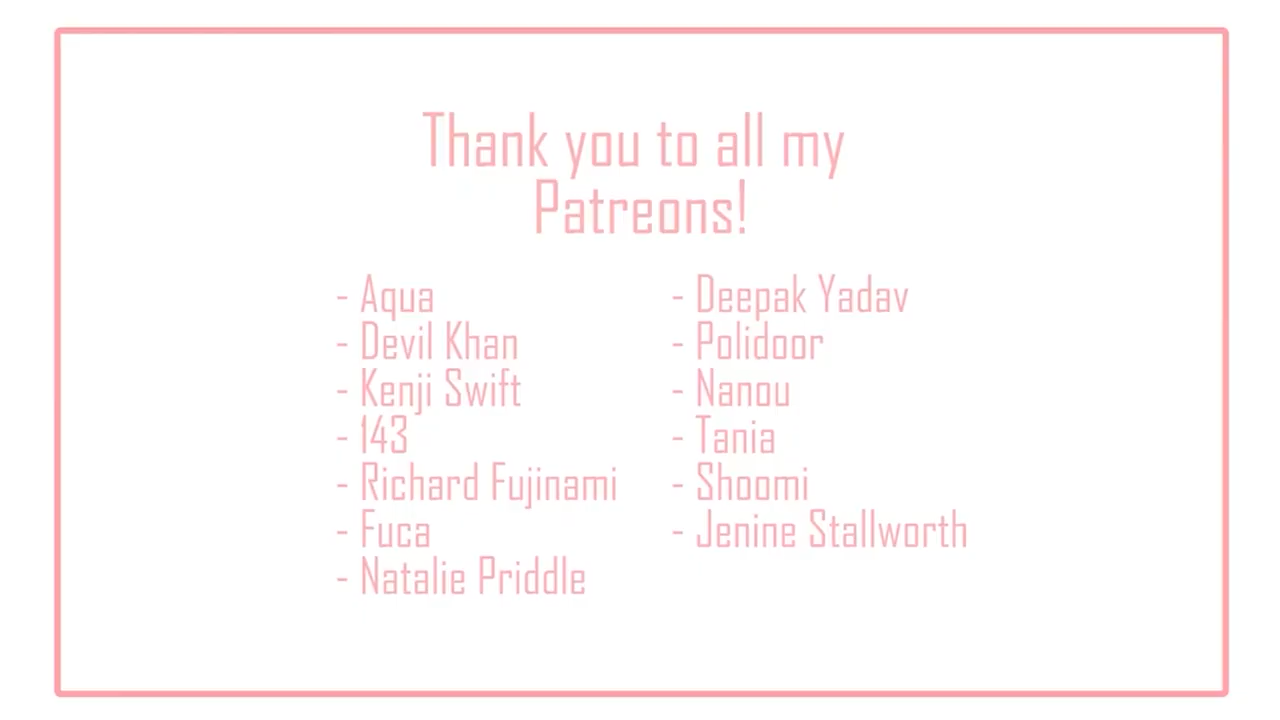 Thank you to all my
Patreons!
- Aqua
- Devil Khan
- Kenji Swift
- 143
- Richard Fujinami
- Fuca
- Natalie Priddle
- Deepak Yadav
- Polidoor
- Nanou
- Tania
- Shoomi
- Jenine Stallworth